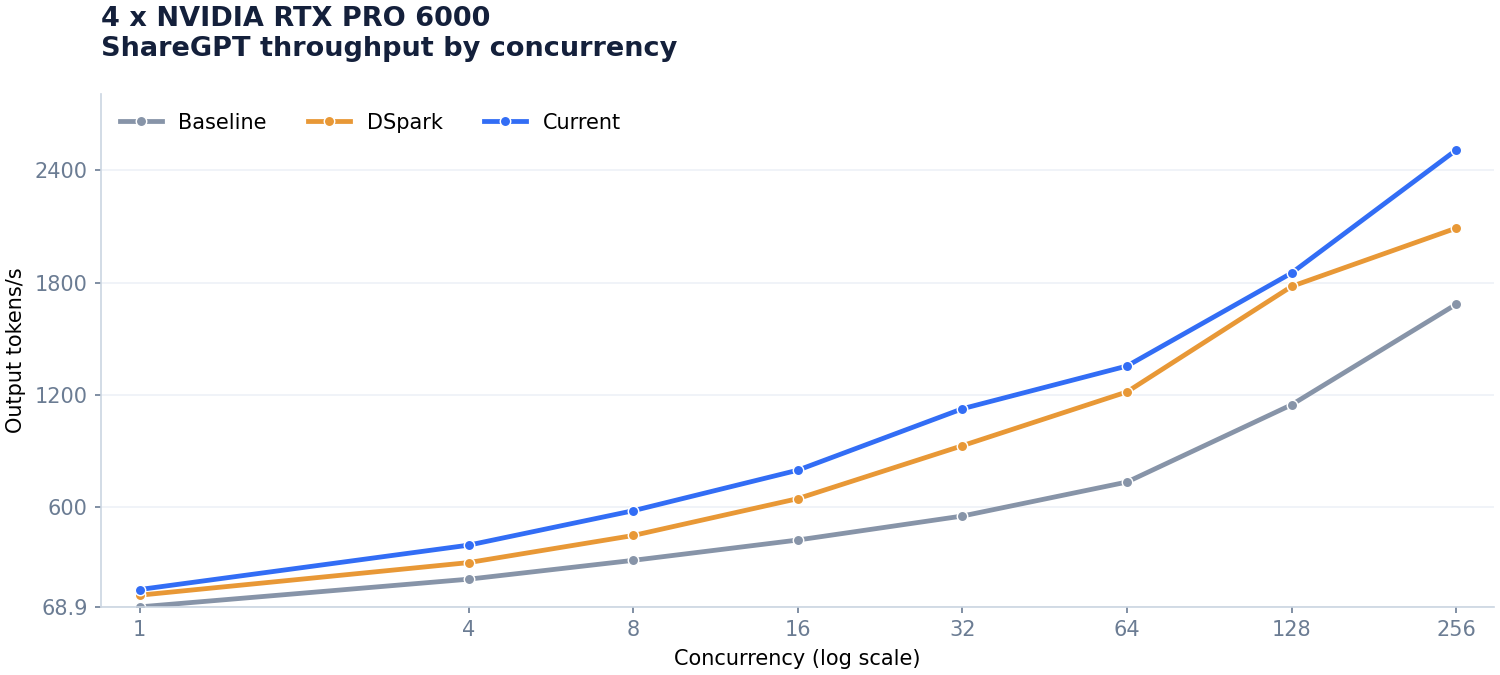 4 x NVIDIA RTX PRO 6000
ShareGPT throughput by concurrency
Baseline
DSpark
Current
2400
1800
1200
600
68.9
Output tokens/s
1
4
8
16
32
64
128
256
Concurrency (log scale)